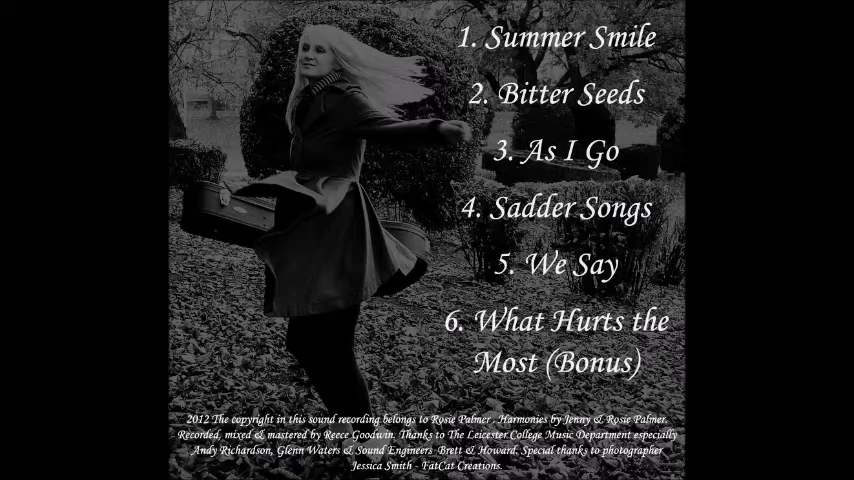 1. Summer Smile
2. Bitter Seeds
3. As I Go
4. Sadder Songs
5. We Say
6. What Hurts the
Most (Bonus)
2012 The copyright in this sound recording belongs to Rosie Palmer . Harmonies by Jenny & Rosie Palmer.
Recorded, mixed & mastered by Reece Goodwin. Thanks to The Leicester College Music Department especially
Andy Richardson, Glenn Waters & Sound Engineers Brett & Howard. Special thanks to photographer
Jessica Smith - FatCat Creations.